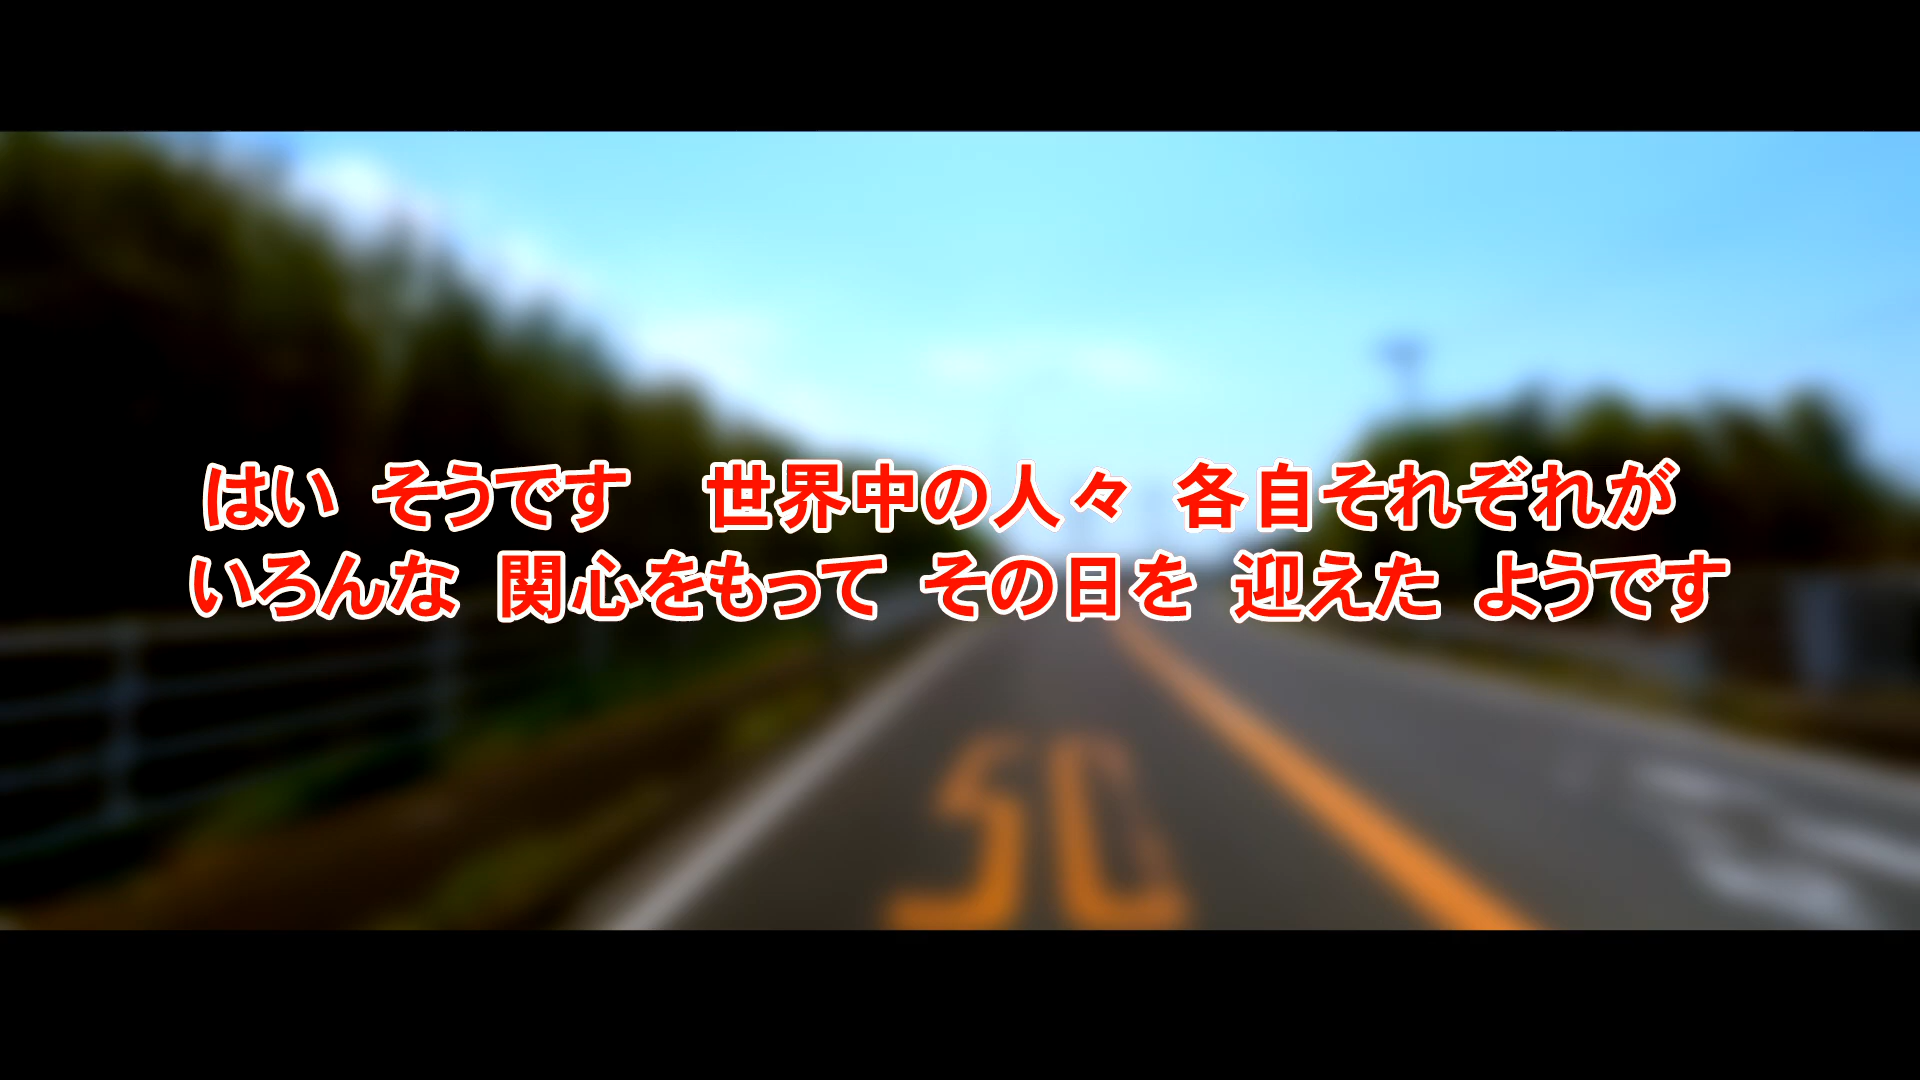 はい そうです　世界中の人々 各自それぞれが
いろんな 関心をもって その日を 迎えた ようです
50